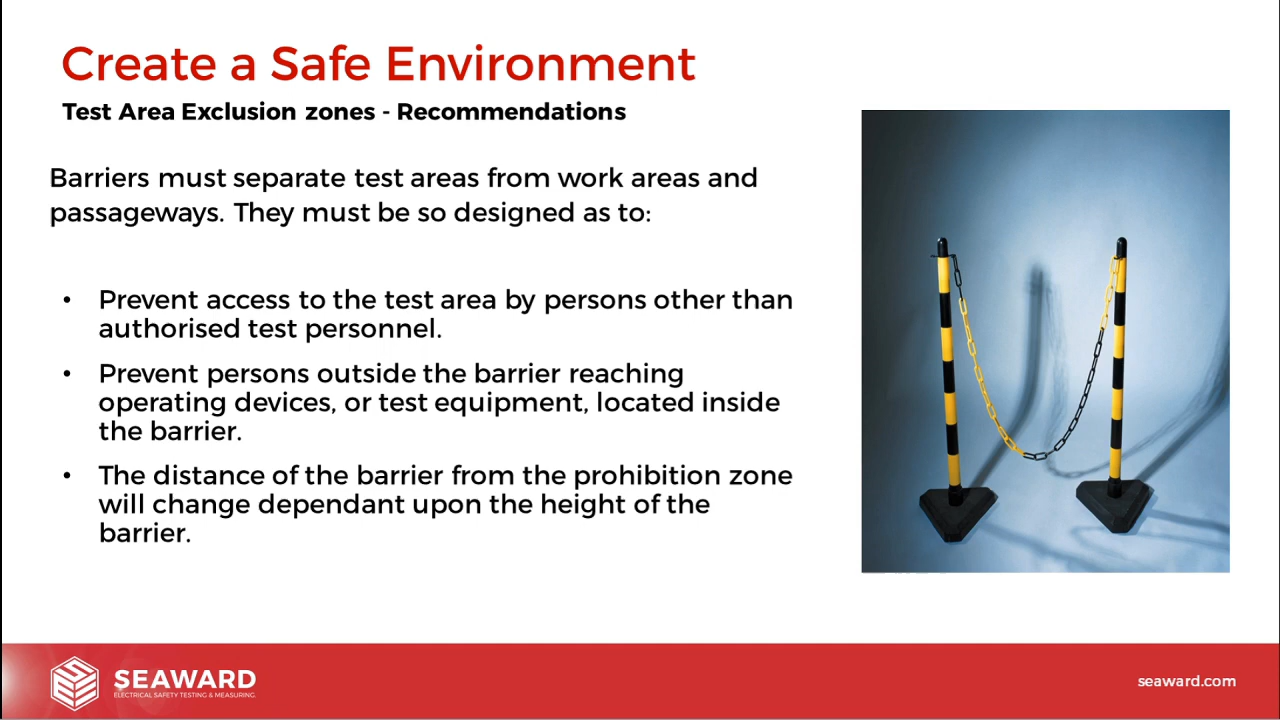 Create a Safe Environment
Test Area Exclusion zones - Recommendations
Barriers must separate test areas from work areas and
passageways. They must be so designed as to:
• Prevent access to the test area by persons other than
authorised test personnel.
• Prevent persons outside the barrier reaching
operating devices, or test equipment, located inside
the barrier.
• The distance of the barrier from the prohibition zone
will change dependant upon the height of the
barrier.
SEAWARD
ELECTRICAL SAFETY TESTING & MEASURING.
seaward.com